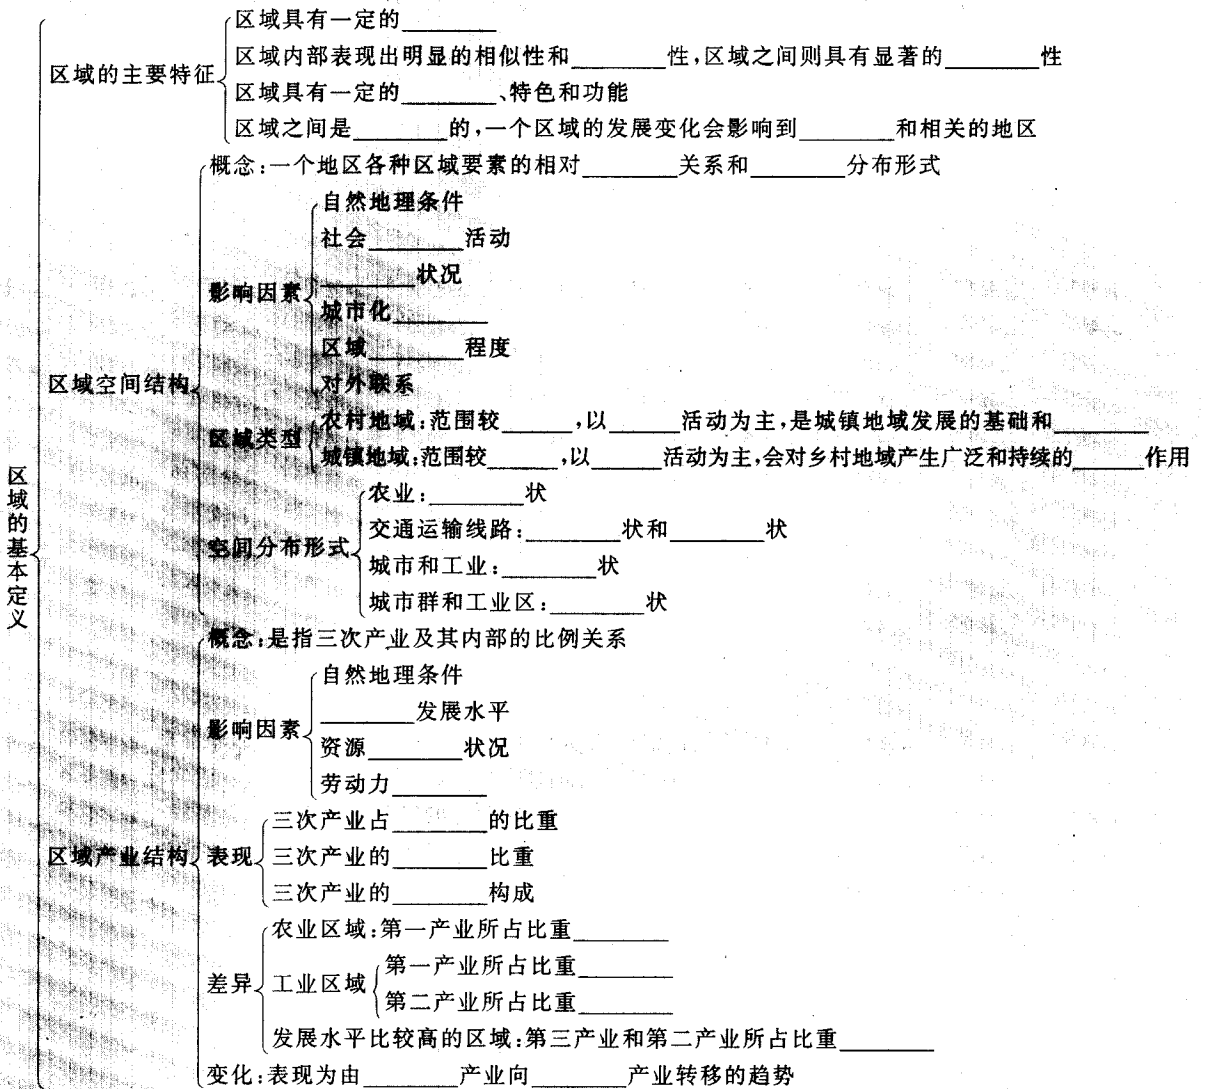 区域具有一定的________
区域内部表现出明显的相似性和________性,区域之间则具有显著的________性
区域的主要特征
区域具有一定的________、特色和功能
区域之间是________的,一个区域的发展变化会影响到________和相关的地区
概念:一个地区各种区域要素的相对________关系和________分布形式
自然地理条件
社会________活动
________状况
影响因素
城市化________
区域________程度
区域空间结构
对外联系
农村地域:范围较______,以______活动为主,是城镇地域发展的基础和________
区域类型
城镇地域:范围较______,以______活动为主,会对乡村地域产生广泛和持续的______作用
区域的基本定义
农业:________状
交通运输线路:________状和________状
空间分布形式
城市和工业:________状
城市群和工业区:________状
概念:是指三次产业及其内部的比例关系
自然地理条件
________发展水平
影响因素
资源________状况
劳动力________
三次产业占________的比重
区域产业结构
表现
三次产业的________比重
三次产业的________构成
农业区域:第一产业所占比重________
第一产业所占比重________
差异
工业区域
第二产业所占比重________
发展水平比较高的区域:第三产业和第二产业所占比重________
变化:表现为由________产业向________产业转移的趋势